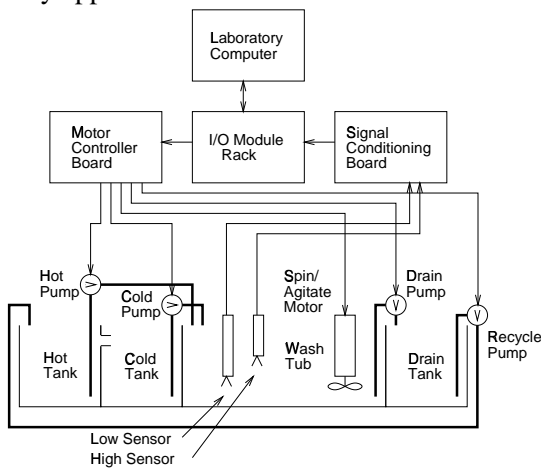 Laboratory
Computer
Motor
Controller
Board
I/O Module
Rack
Signal
Conditioning
Board
Hot
Pump
Cold
Pump
Spin/
Agitate
Motor
Drain
Pump
Recycle
Pump
Hot
Tank
Cold
Tank
Wash
Tub
Drain
Tank
Low Sensor
High Sensor